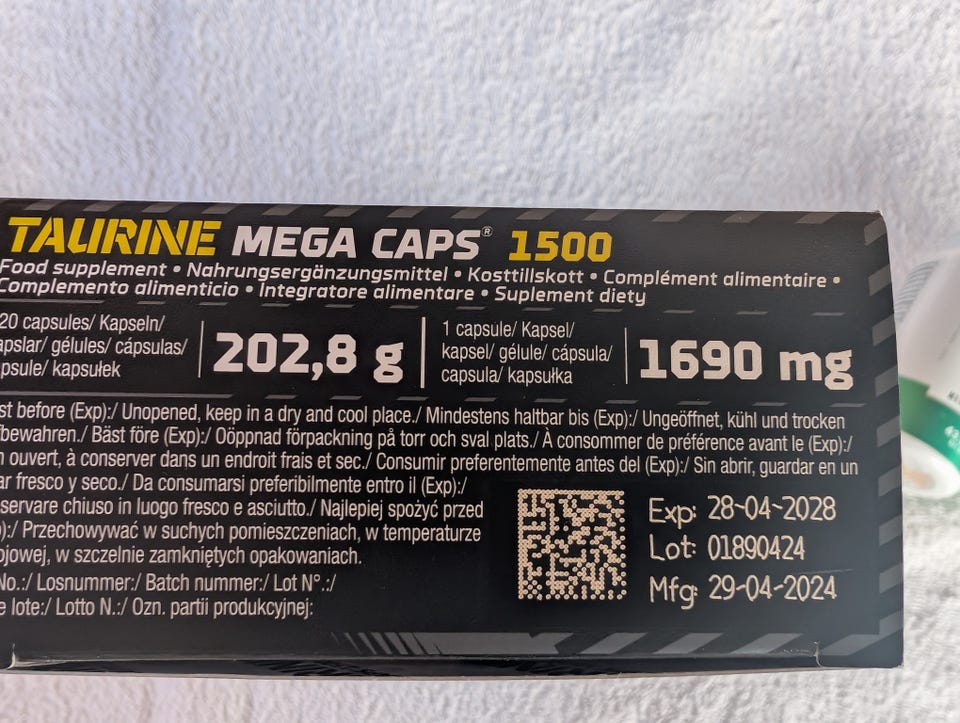 TAURINE MEGA CAPS® 1500
Food supplement • Nahrungsergänzungsmittel • Kosttillskott • Complément alimentaire •
Complemento alimenticio • Integratore alimentare • Suplement diety
20 capsules/ Kapseln/
apslar/ gélules/ cápsulas/
psule/ kapsułek
202,8 g
1 capsule/ Kapsel/
kapsel/ gélule/ cápsula/
capsula/ kapsułka
1690 mg
st before (Exp):/ Unopened, keep in a dry and cool place./ Mindestens haltbar bis (Exp):/ Ungeöffnet, kühl und trocken
fbewahren./ Bäst före (Exp):/ Oöppnad förpackning på torr och sval plats./ À consommer de préférence avant le (Exp):/
n ouvert, à conserver dans un endroit frais et sec./ Consumir preferentemente antes del (Exp):/ Sin abrir, guardar en un
ar fresco y seco./ Da consumarsi preferibilmente entro il (Exp):/
servare chiuso in luogo fresco e asciutto./ Najlepiej spożyć przed
):/ Przechowywać w suchych pomieszczeniach, w temperaturze
ojowej, w szczelnie zamkniętych opakowaniach.
No.:/ Losnummer:/ Batch nummer:/ Lot N°.:/
e lote:/ Lotto N.:/ Ozn. partii produkcyjnej:
Exp: 28-04-2028
Lot: 01890424
Mfg: 29-04-2024